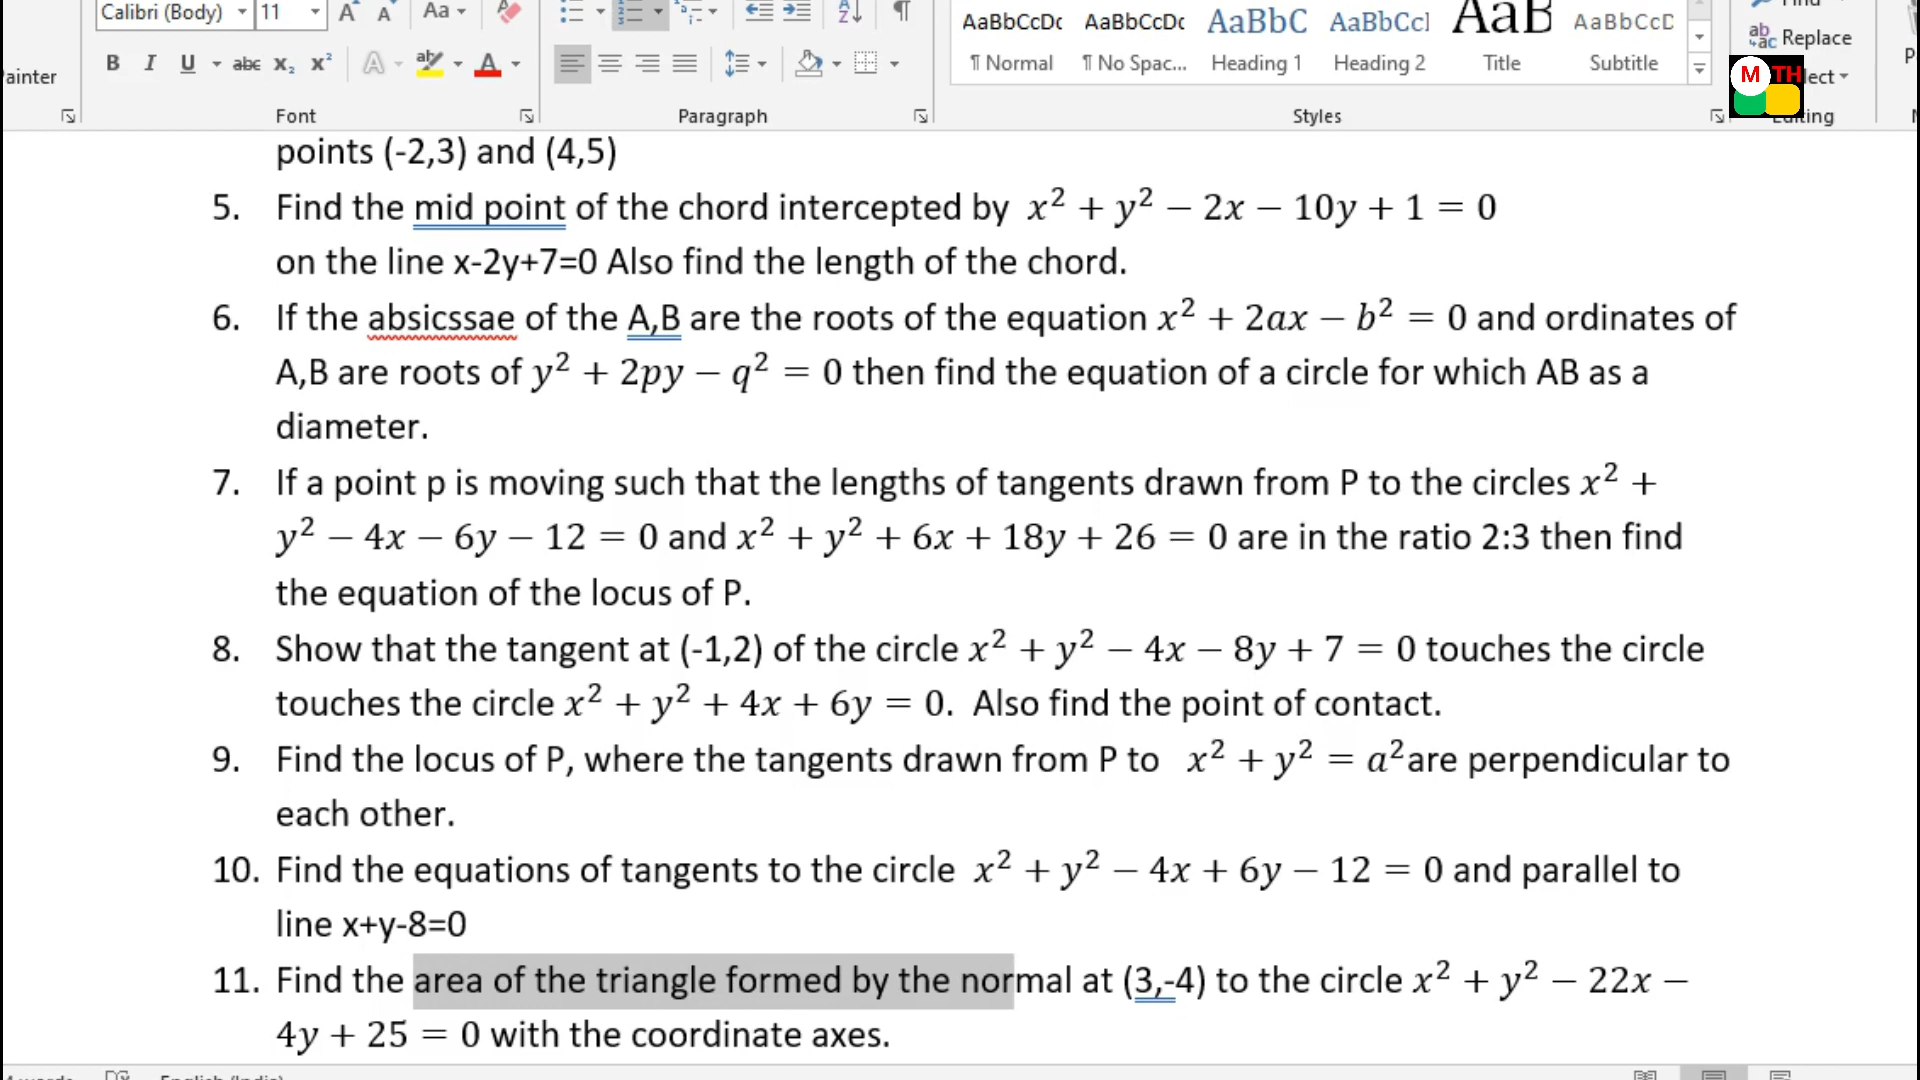 Calibri (Body) 11 A A Aa
B I U abc x₂ x² A aby A
ainter
Font Paragraph Styles
AaBbCcDc AaBbCcDc AaBbC AaBbCcl AaB AaBbCcD
¶ Normal ¶ No Spac... Heading 1 Heading 2 Title Subtitle
Replace
lect
Editing
M TH
points (-2,3) and (4,5)
5. Find the mid point of the chord intercepted by x² + y² − 2x − 10y + 1 = 0
on the line x-2y+7=0 Also find the length of the chord.
6. If the absicssae of the A,B are the roots of the equation x² + 2ax − b² = 0 and ordinates of
A,B are roots of y² + 2py − q² = 0 then find the equation of a circle for which AB as a
diameter.
7. If a point p is moving such that the lengths of tangents drawn from P to the circles x² +
y² − 4x − 6y − 12 = 0 and x² + y² + 6x + 18y + 26 = 0 are in the ratio 2:3 then find
the equation of the locus of P.
8. Show that the tangent at (-1,2) of the circle x² + y² − 4x − 8y + 7 = 0 touches the circle
touches the circle x² + y² + 4x + 6y = 0. Also find the point of contact.
9. Find the locus of P, where the tangents drawn from P to x² + y² = a²are perpendicular to
each other.
10. Find the equations of tangents to the circle x² + y² − 4x + 6y − 12 = 0 and parallel to
line x+y-8=0
11. Find the area of the triangle formed by the normal at (3,-4) to the circle x² + y² − 22x −
4y + 25 = 0 with the coordinate axes.
English (India)